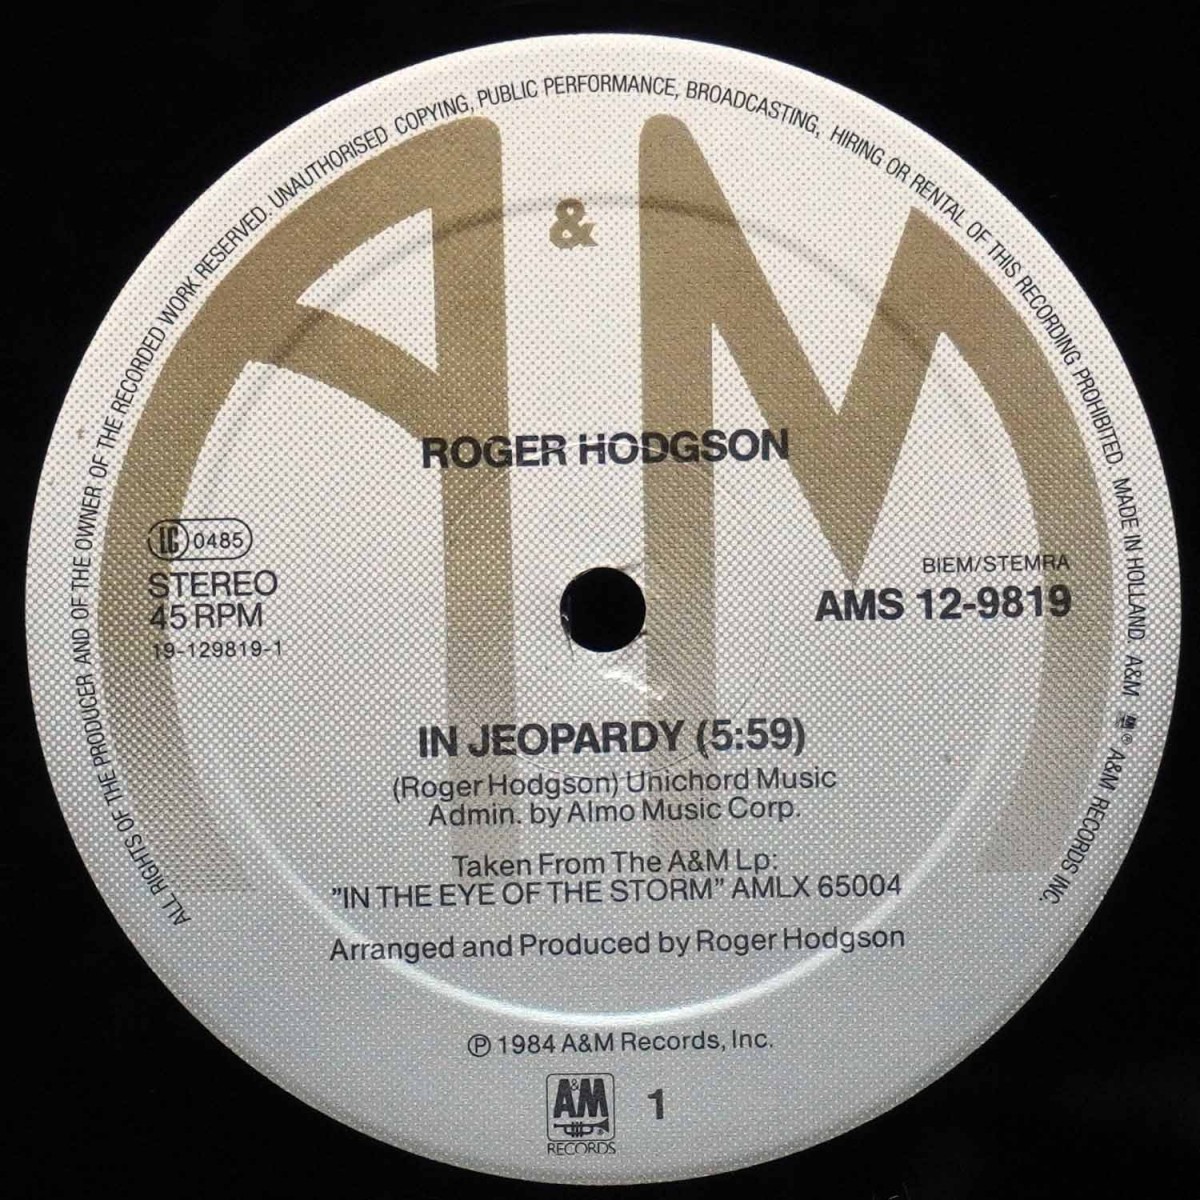 ALL RIGHTS OF THE PRODUCER AND OF THE OWNER OF THE RECORDED WORK RESERVED. UNAUTHORISED COPYING, PUBLIC PERFORMANCE, BROADCASTING, HIRING OR RENTAL OF THIS RECORDING PROHIBITED. MADE IN HOLLAND. A&M ® A&M RECORDS INC.
A & M
ROGER HODGSON
LC 0485
STEREO
45 RPM
19-129819-1
BIEM/STEMRA
AMS 12-9819
IN JEOPARDY (5:59)
(Roger Hodgson) Unichord Music
Admin. by Almo Music Corp.
Taken From The A&M Lp:
"IN THE EYE OF THE STORM" AMLX 65004
Arranged and Produced by Roger Hodgson
℗ 1984 A&M Records, Inc.
A&M
RECORDS
1